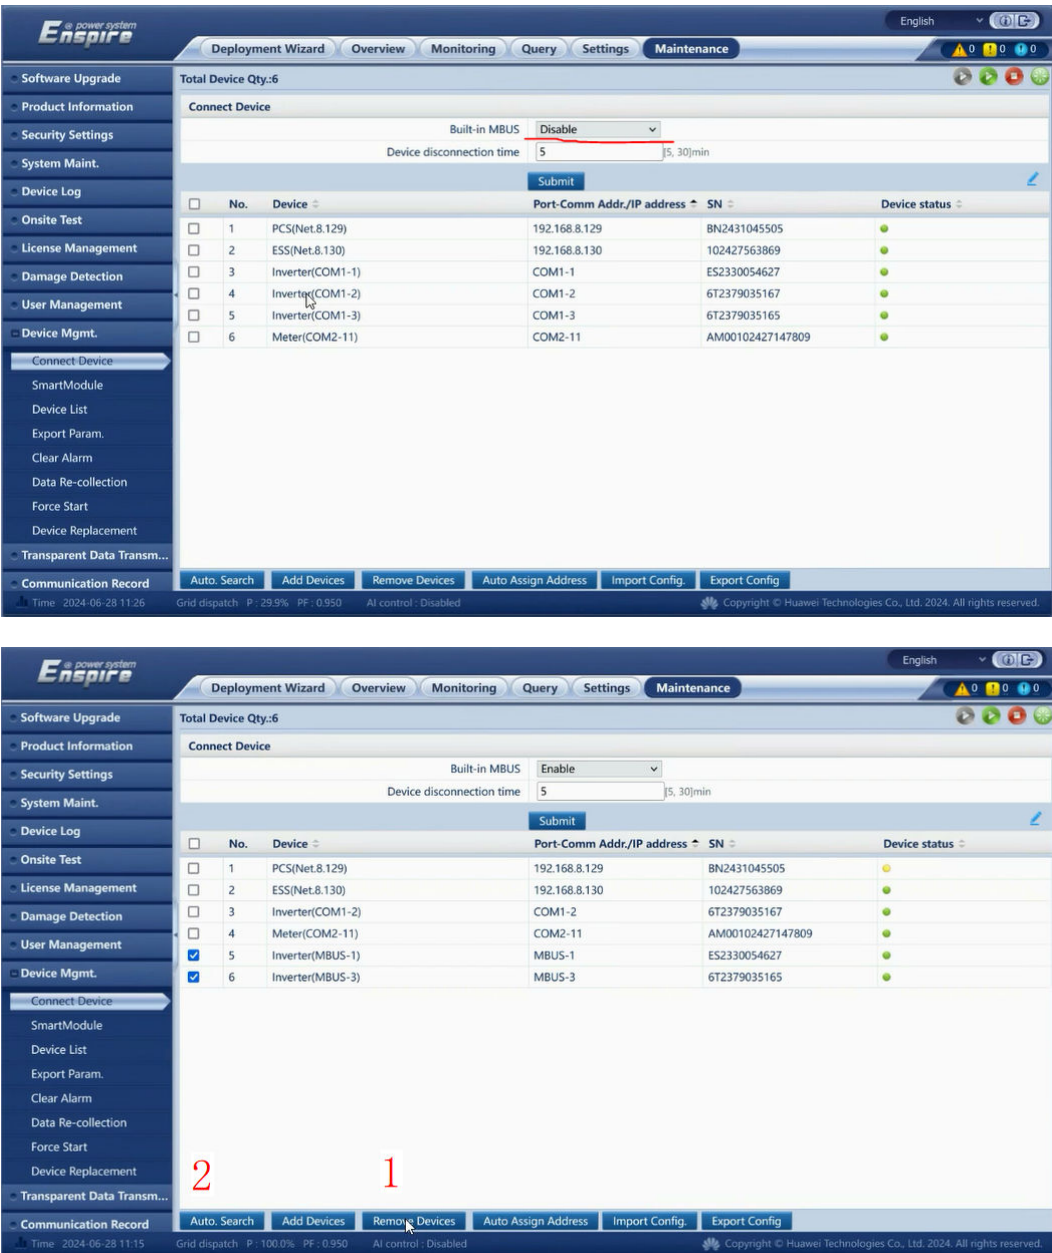 English
Enspire
@ power system
Deployment Wizard Overview Monitoring Query Settings Maintenance
0 0 0
Software Upgrade
Product Information
Security Settings
System Maint.
Device Log
Onsite Test
License Management
Damage Detection
User Management
Device Mgmt.
Connect Device
SmartModule
Device List
Export Param.
Clear Alarm
Data Re-collection
Force Start
Device Replacement
Transparent Data Transm...
Communication Record
Total Device Qty.:6
Connect Device
Built-in MBUS Disable
Device disconnection time 5 [5, 30]min
Submit
No. Device Port-Comm Addr./IP address SN Device status
1 PCS(Net.8.129) 192.168.8.129 BN2431045505
2 ESS(Net.8.130) 192.168.8.130 102427563869
3 Inverter(COM1-1) COM1-1 ES2330054627
4 Inverter(COM1-2) COM1-2 6T2379035167
5 Inverter(COM1-3) COM1-3 6T2379035165
6 Meter(COM2-11) COM2-11 AM00102427147809
Auto. Search Add Devices Remove Devices Auto Assign Address Import Config. Export Config
Time 2024-06-28 11:26 Grid dispatch P : 29.9% PF : 0.950 AI control : Disabled Copyright © Huawei Technologies Co., Ltd. 2024. All rights reserved.
English
Enspire
@ power system
Deployment Wizard Overview Monitoring Query Settings Maintenance
0 0 0
Software Upgrade
Product Information
Security Settings
System Maint.
Device Log
Onsite Test
License Management
Damage Detection
User Management
Device Mgmt.
Connect Device
SmartModule
Device List
Export Param.
Clear Alarm
Data Re-collection
Force Start
Device Replacement
Transparent Data Transm...
Communication Record
Total Device Qty.:6
Connect Device
Built-in MBUS Enable
Device disconnection time 5 [5, 30]min
Submit
No. Device Port-Comm Addr./IP address SN Device status
1 PCS(Net.8.129) 192.168.8.129 BN2431045505
2 ESS(Net.8.130) 192.168.8.130 102427563869
3 Inverter(COM1-2) COM1-2 6T2379035167
4 Meter(COM2-11) COM2-11 AM00102427147809
5 Inverter(MBUS-1) MBUS-1 ES2330054627
6 Inverter(MBUS-3) MBUS-3 6T2379035165
2 1
Auto. Search Add Devices Remove Devices Auto Assign Address Import Config. Export Config
Time 2024-06-28 11:15 Grid dispatch P : 100.0% PF : 0.950 AI control : Disabled Copyright © Huawei Technologies Co., Ltd. 2024. All rights reserved.